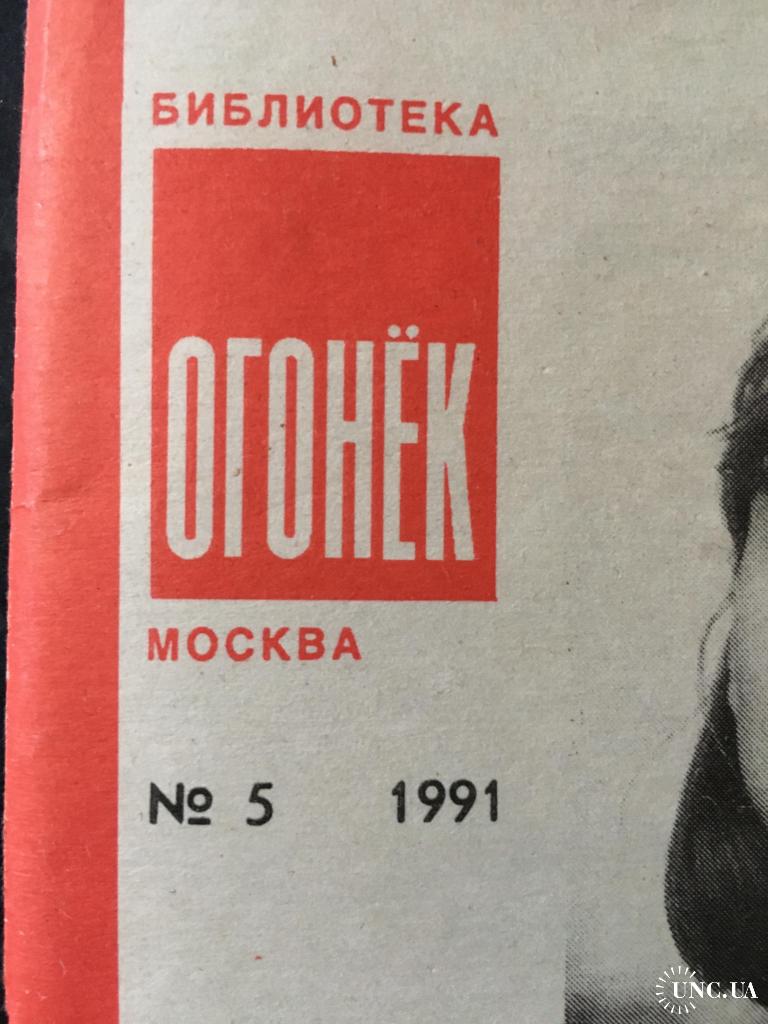 БИБЛИОТЕКА
ОГОНЁК
МОСКВА
№ 5 1991
UNC.UA